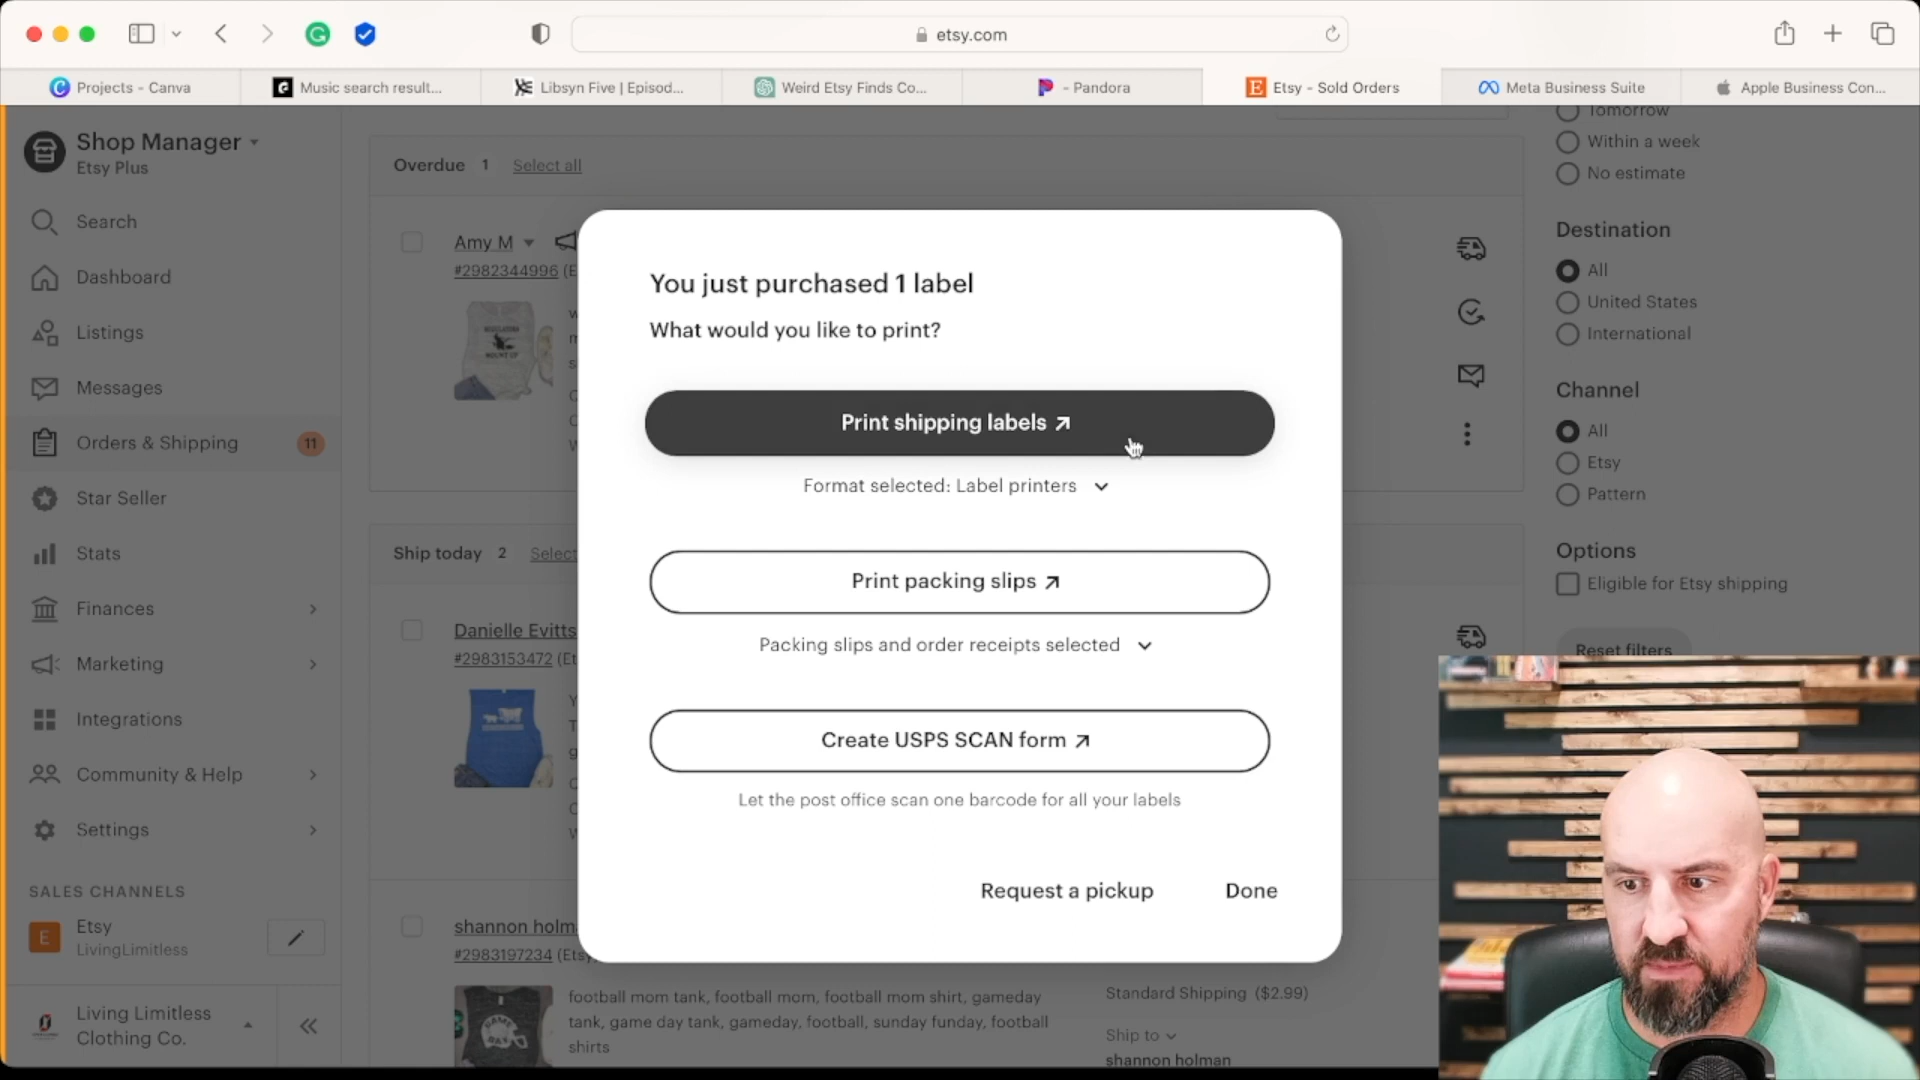 etsy.com
Projects - Canva
Music search result...
Libsyn Five | Episod...
Weird Etsy Finds Co...
- Pandora
Etsy - Sold Orders
Meta Business Suite
Apple Business Con...
Shop Manager
Etsy Plus
Search
Dashboard
Listings
Messages
Orders & Shipping 11
Star Seller
Stats
Finances
Marketing
Integrations
Community & Help
Settings
SALES CHANNELS
E
Etsy
LivingLimitless
Living Limitless
Clothing Co.
Overdue 1 Select all
Amy M
#2982344996
Ship today 2 Select
Danielle Evitts
#2983153472
shannon holm
#2983197234 (Etsy
football mom tank, football mom, football mom shirt, gameday
tank, game day tank, gameday, football, sunday funday, football
shirts
Standard Shipping ($2.99)
Ship to
shannon holman
You just purchased 1 label
What would you like to print?
Print shipping labels
Format selected: Label printers
Print packing slips
Packing slips and order receipts selected
Create USPS SCAN form
Let the post office scan one barcode for all your labels
Request a pickup Done
Tomorrow
Within a week
No estimate
Destination
All
United States
International
Channel
All
Etsy
Pattern
Options
Eligible for Etsy shipping
Reset filters